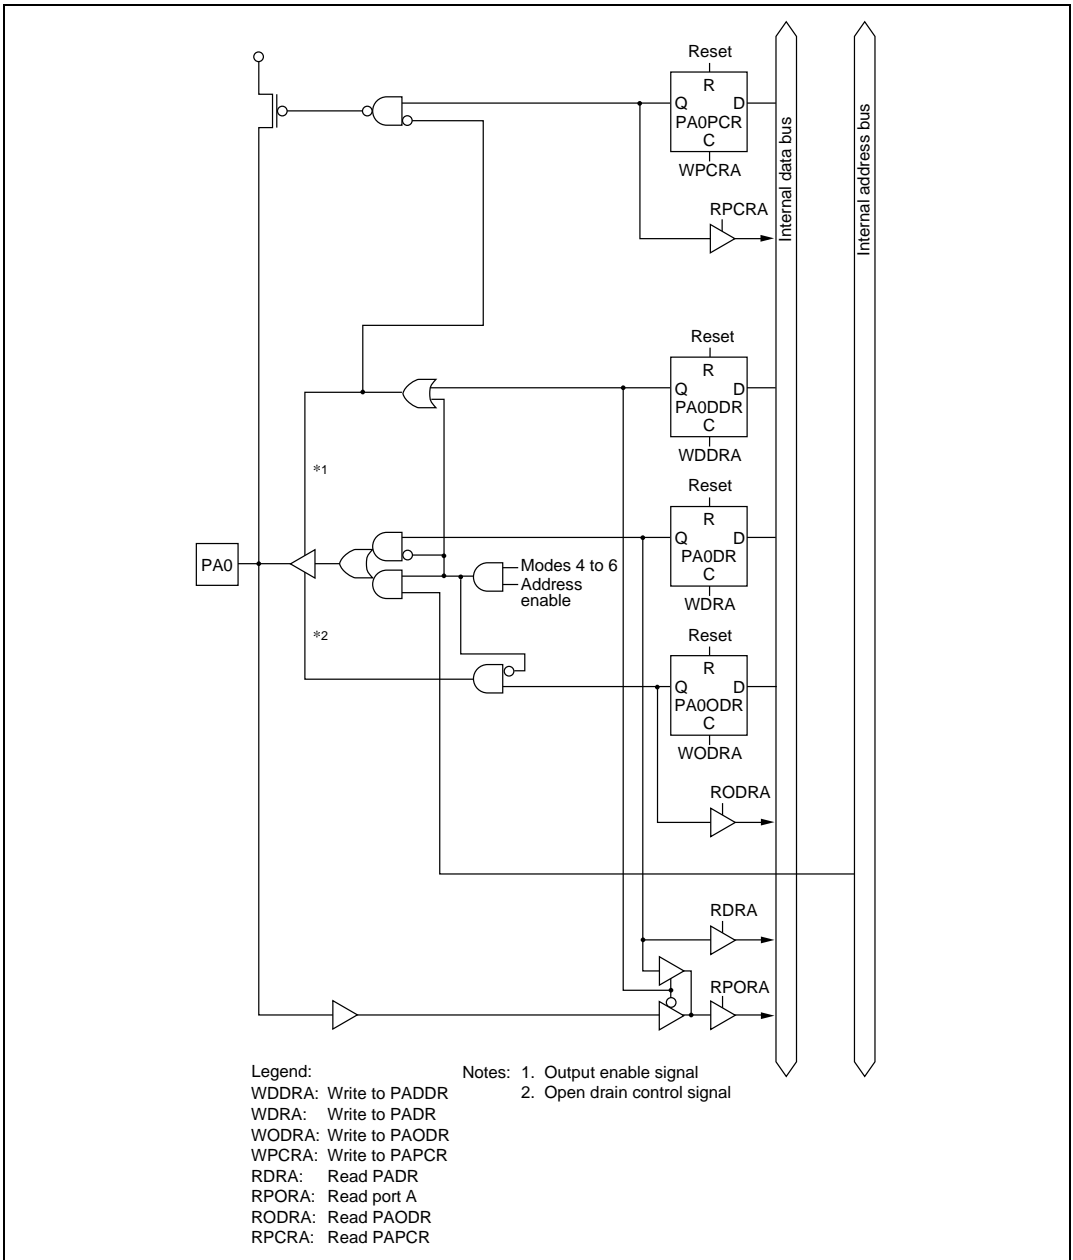 Reset
R
Q D
PA0PCR
C
WPCRA
RPCRA
Internal data bus
Internal address bus
Reset
R
Q D
PA0DDR
C
WDDRA
*1
Reset
R
Q D
PA0DR
C
WDRA
PA0
Modes 4 to 6
Address
enable
*2
Reset
R
Q D
PA0ODR
C
WODRA
RODRA
RDRA
RPORA
Legend:
WDDRA: Write to PADDR
WDRA: Write to PADR
WODRA: Write to PAODR
WPCRA: Write to PAPCR
RDRA: Read PADR
RPORA: Read port A
RODRA: Read PAODR
RPCRA: Read PAPCR
Notes: 1. Output enable signal
2. Open drain control signal